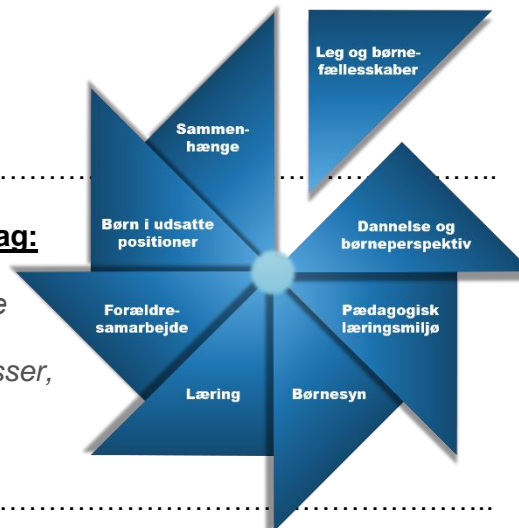 Leg og børne-
fællesskaber
Sammen-
hænge
Dannelse og
børneperspektiv
Børn i udsatte
positioner
ag:
Pædagogisk
læringsmiljø
Forældre-
samarbejde
e
sser,
Læring
Børnesyn